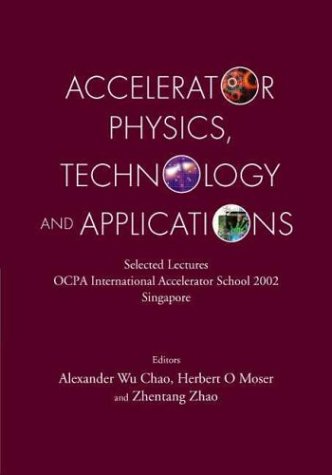 ACCELERATOR
PHYSICS,
TECHNOLOGY
AND APPLICATIONS
Selected Lectures
OCPA International Accelerator School 2002
Singapore
Editors
Alexander Wu Chao, Herbert O Moser
and Zhentang Zhao